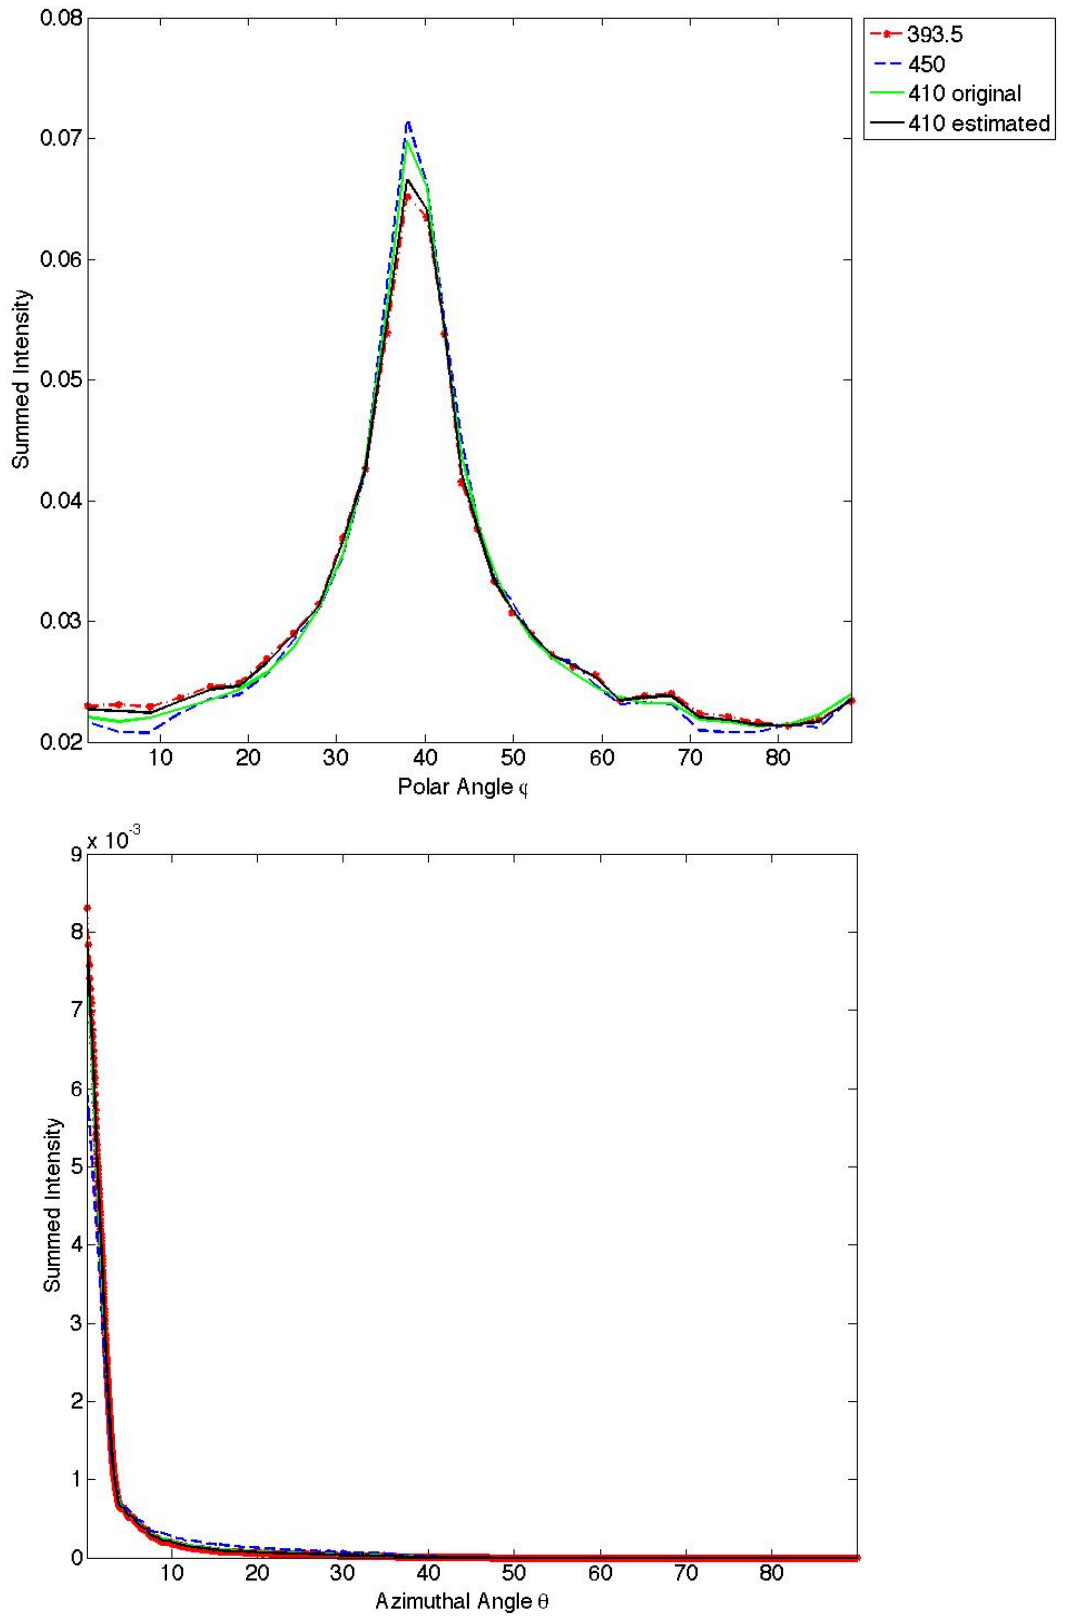 0.08
0.07
0.06
0.05
0.04
0.03
0.02
Summed Intensity
10 20 30 40 50 60 70 80
Polar Angle φ
393.5
450
410 original
410 estimated
x 10^-3
9
8
7
6
5
4
3
2
1
0
Summed Intensity
10 20 30 40 50 60 70 80
Azimuthal Angle θ